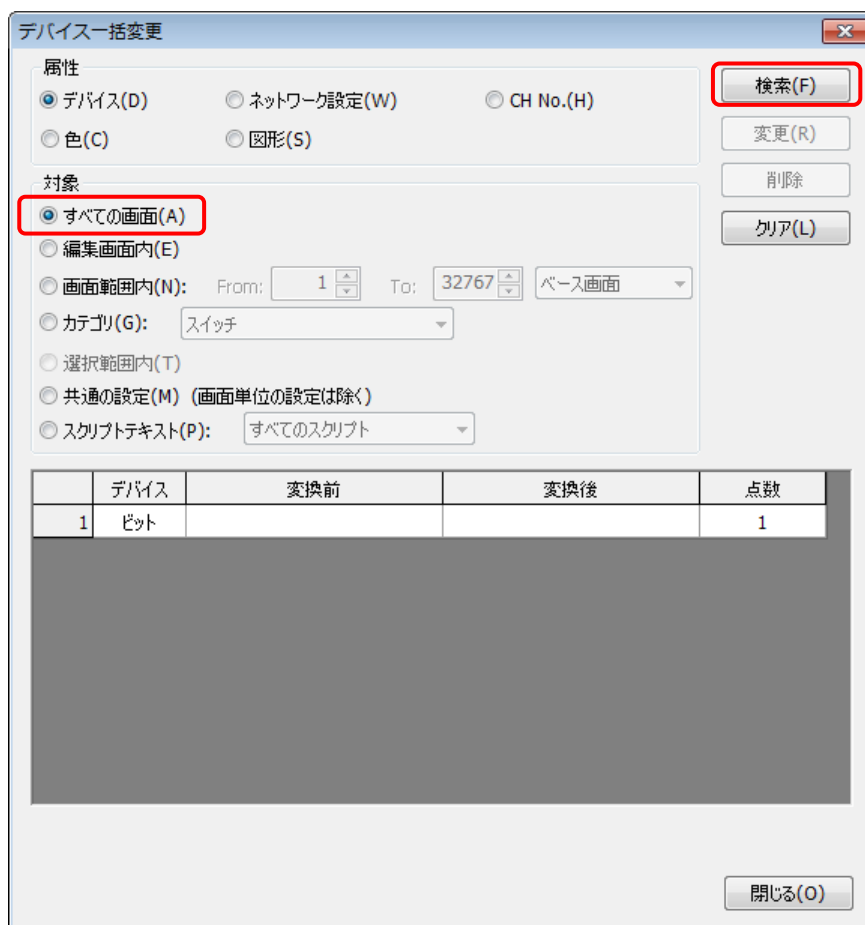 デバイス一括変更
属性
デバイス(D) ネットワーク設定(W) CH No.(H)
色(C) 図形(S)
検索(F)
変更(R)
削除
クリア(L)
対象
すべての画面(A)
編集画面内(E)
画面範囲内(N): From: 1 To: 32767 ベース画面
カテゴリ(G): スイッチ
選択範囲内(T)
共通の設定(M) (画面単位の設定は除く)
スクリプトテキスト(P): すべてのスクリプト
デバイス 変換前 変換後 点数
1 ビット 1
閉じる(O)